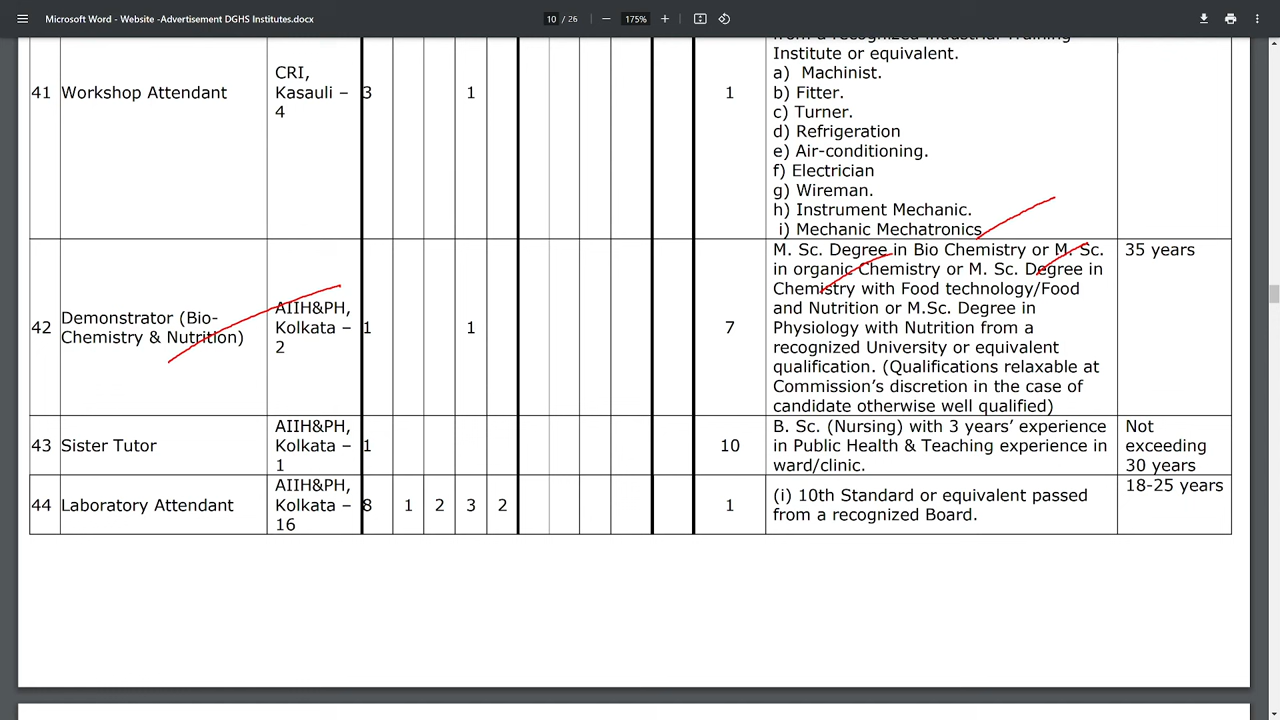 Microsoft Word - Website -Advertisement DGHS Institutes.docx
10 / 26
175%
from a recognized Industrial Training
Institute or equivalent.
41
Workshop Attendant
CRI,
Kasauli –
4
3
1
1
a) Machinist.
b) Fitter.
c) Turner.
d) Refrigeration
e) Air-conditioning.
f) Electrician
g) Wireman.
h) Instrument Mechanic.
i) Mechanic Mechatronics
42
Demonstrator (Bio-
Chemistry & Nutrition)
AIIH&PH,
Kolkata –
2
1
1
7
M. Sc. Degree in Bio Chemistry or M. Sc.
in organic Chemistry or M. Sc. Degree in
Chemistry with Food technology/Food
and Nutrition or M.Sc. Degree in
Physiology with Nutrition from a
recognized University or equivalent
qualification. (Qualifications relaxable at
Commission's discretion in the case of
candidate otherwise well qualified)
35 years
43
Sister Tutor
AIIH&PH,
Kolkata –
1
1
10
B. Sc. (Nursing) with 3 years' experience
in Public Health & Teaching experience in
ward/clinic.
Not
exceeding
30 years
44
Laboratory Attendant
AIIH&PH,
Kolkata –
16
8
1
2
3
2
1
(i) 10th Standard or equivalent passed
from a recognized Board.
18-25 years